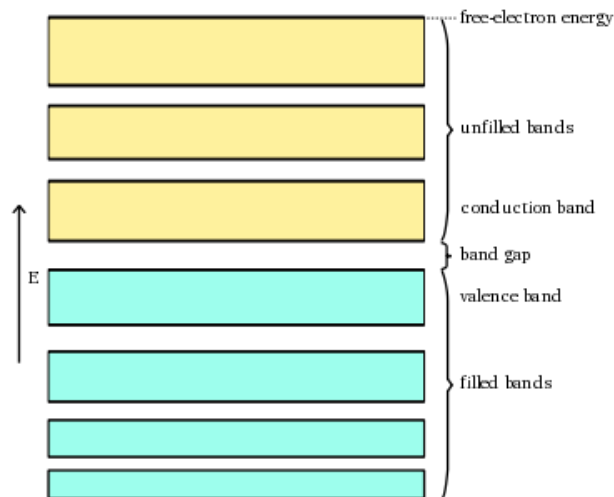 free-electron energy
unfilled bands
conduction band
band gap
E
valence band
filled bands